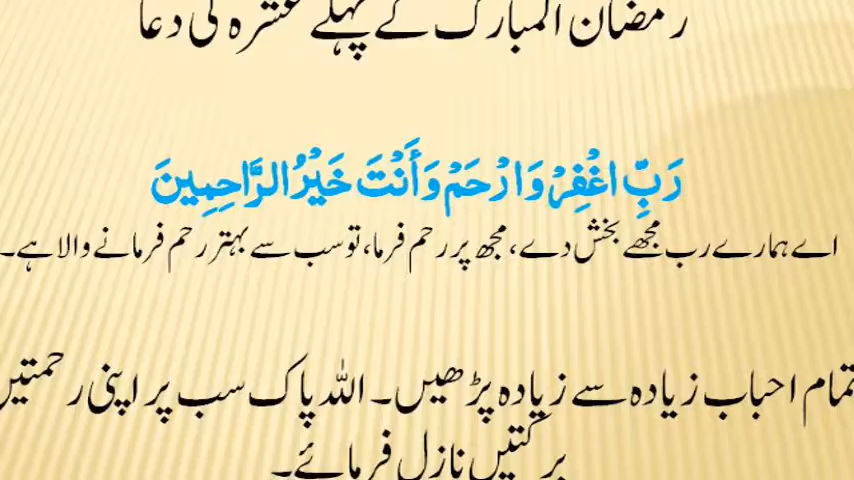 رمضان المبارک کے پہلے عشرہ کی دعا
رَبِّ اغْفِرْ وَارْحَمْ وَأَنْتَ خَيْرُ الرَّاحِمِينَ
اے ہمارے رب مجھے بخش دے، مجھ پر رحم فرما، تو سب سے بہتر رحم فرمانے والا ہے۔
تمام احباب زیادہ سے زیادہ پڑھیں۔ اللہ پاک سب پر اپنی رحمتیں
برکتیں نازل فرمائے۔